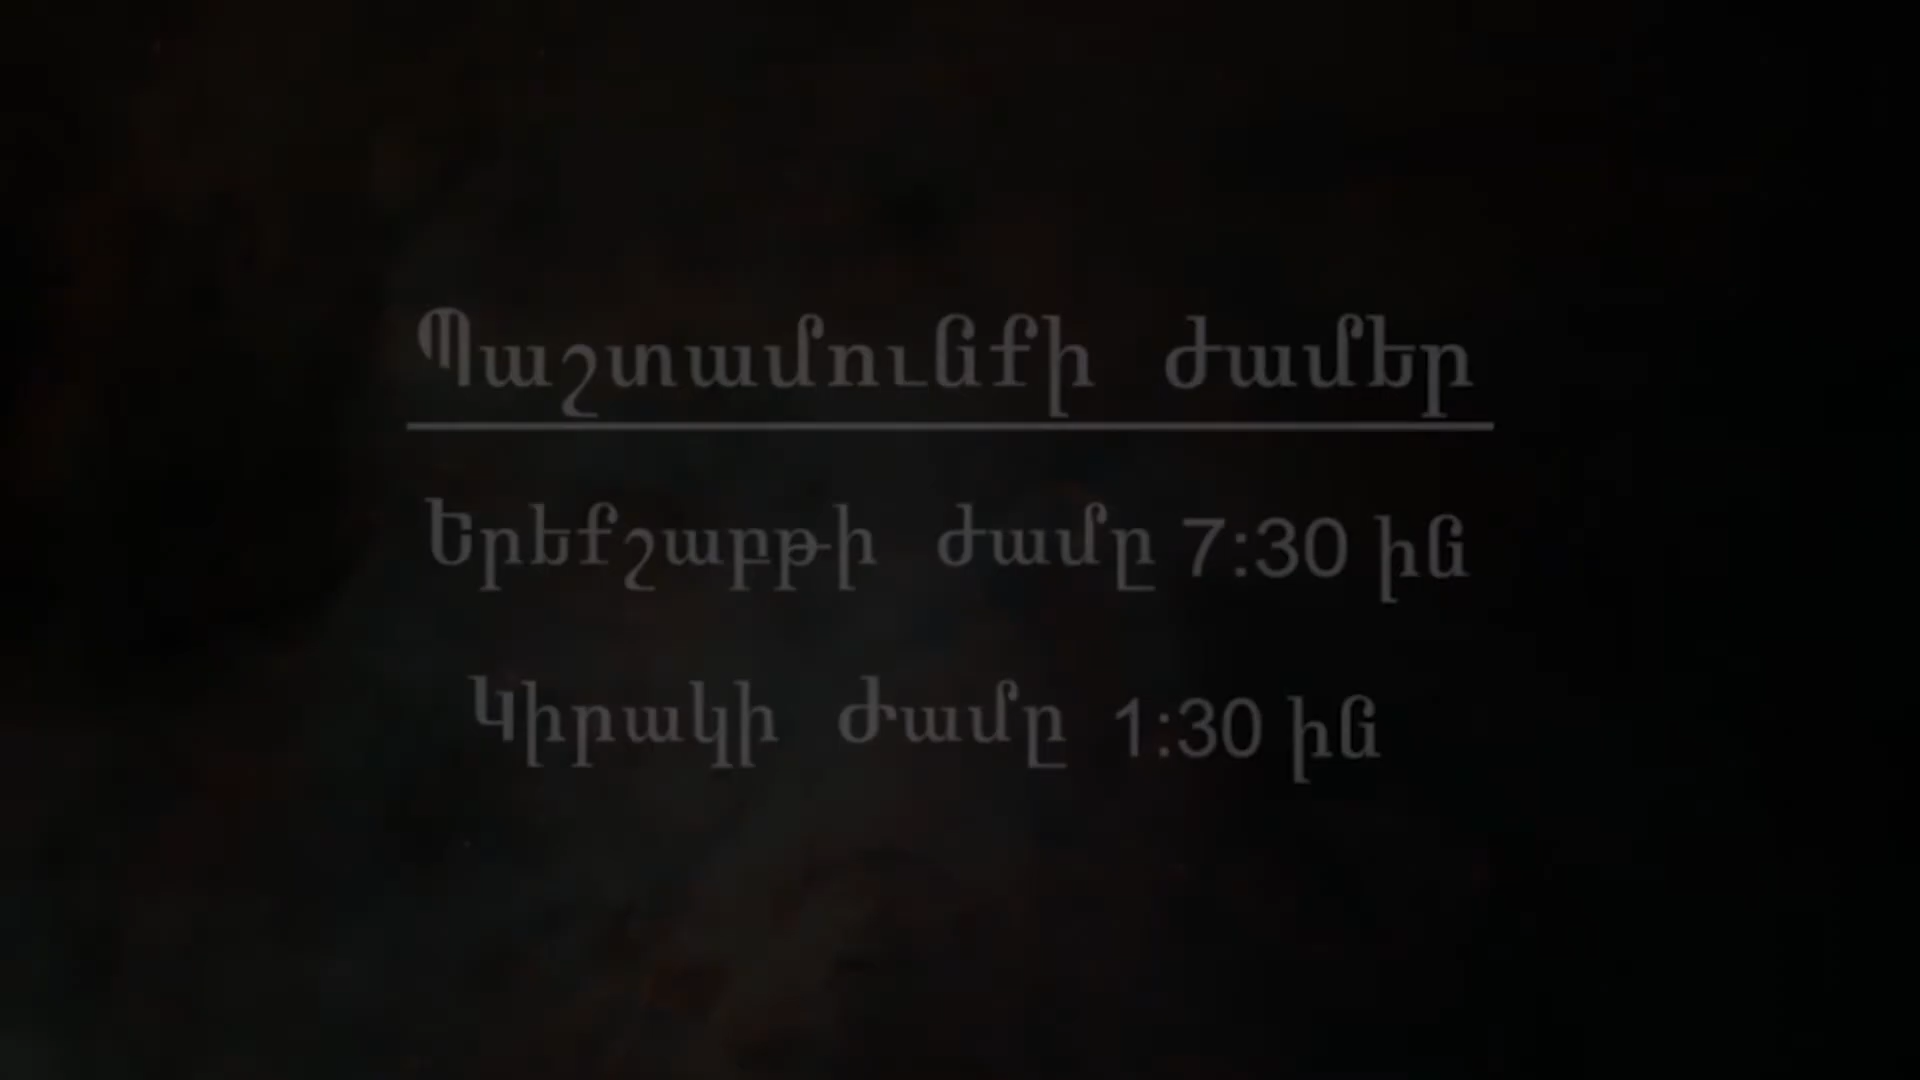 Պաշտամունքի ժամեր
Երեքշաբթի ժամը 7:30 ին
Կիրակի Ժամը 1:30 ին